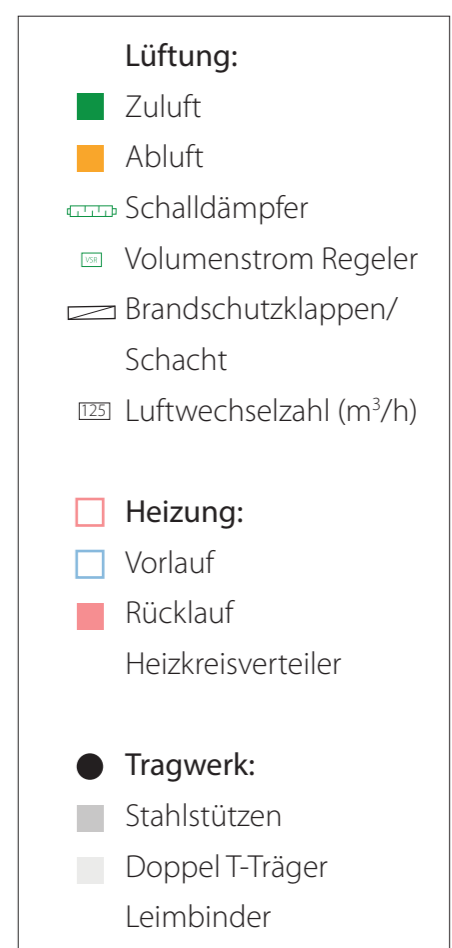 Lüftung:
Zuluft
Abluft
Schalldämpfer
VSR Volumenstrom Regeler
Brandschutzklappen/
Schacht
125 Luftwechselzahl (m³/h)
Heizung:
Vorlauf
Rücklauf
Heizkreisverteiler
Tragwerk:
Stahlstützen
Doppel T-Träger
Leimbinder